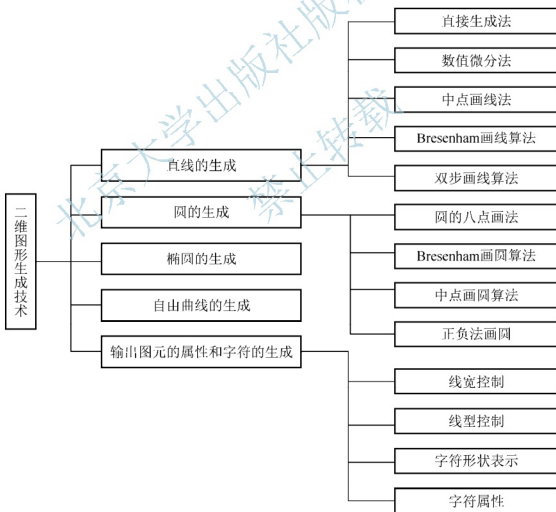 二维图形生成技术
直线的生成
圆的生成
椭圆的生成
自由曲线的生成
输出图元的属性和字符的生成
直接生成法
数值微分法
中点画线法
Bresenham画线算法
双步画线算法
圆的八点画法
Bresenham画圆算法
中点画圆算法
正负法画圆
线宽控制
线型控制
字符形状表示
字符属性
北京大学出版社版权
禁止转载